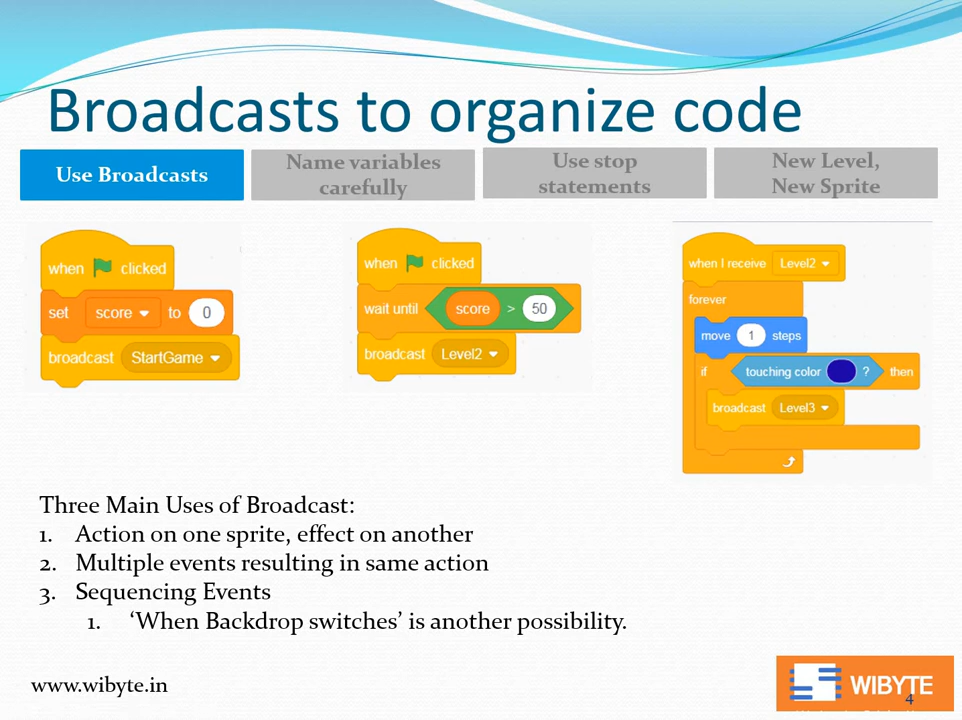 Broadcasts to organize code
Use Broadcasts
Name variables
carefully
Use stop
statements
New Level,
New Sprite
when clicked
set score to 0
broadcast StartGame
when clicked
wait until score > 50
broadcast Level2
when I receive Level2
forever
move 1 steps
if touching color ? then
broadcast Level3
Three Main Uses of Broadcast:
1. Action on one sprite, effect on another
2. Multiple events resulting in same action
3. Sequencing Events
1. ‘When Backdrop switches’ is another possibility.
www.wibyte.in
WIBYTE
4